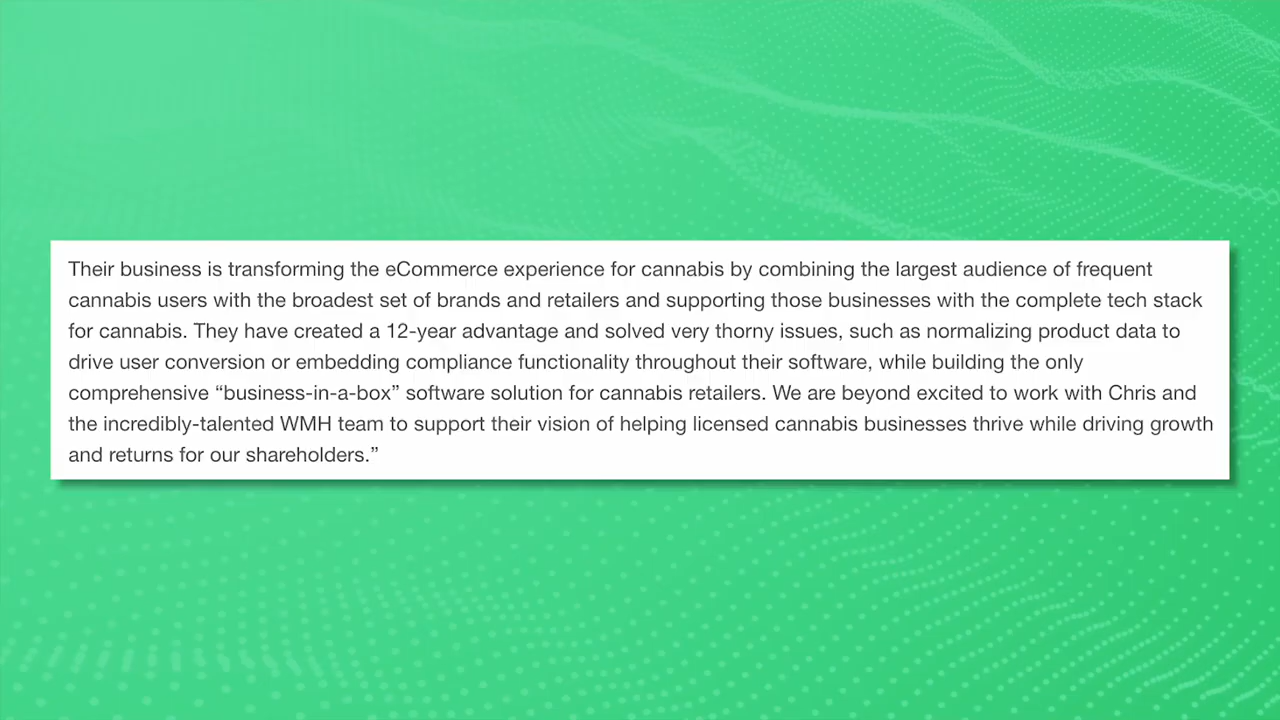 Their business is transforming the eCommerce experience for cannabis by combining the largest audience of frequent
cannabis users with the broadest set of brands and retailers and supporting those businesses with the complete tech stack
for cannabis. They have created a 12-year advantage and solved very thorny issues, such as normalizing product data to
drive user conversion or embedding compliance functionality throughout their software, while building the only
comprehensive “business-in-a-box” software solution for cannabis retailers. We are beyond excited to work with Chris and
the incredibly-talented WMH team to support their vision of helping licensed cannabis businesses thrive while driving growth
and returns for our shareholders.”